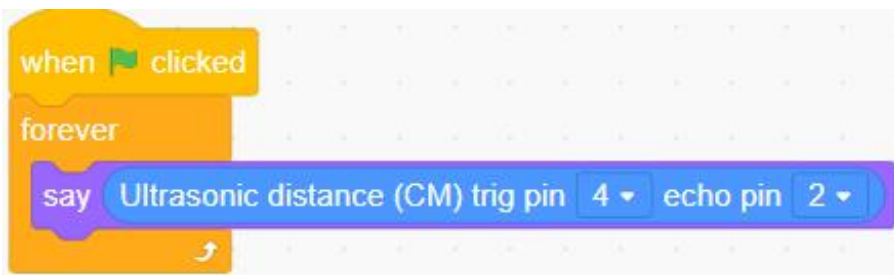 when clicked
forever
say Ultrasonic distance (CM) trig pin 4 echo pin 2